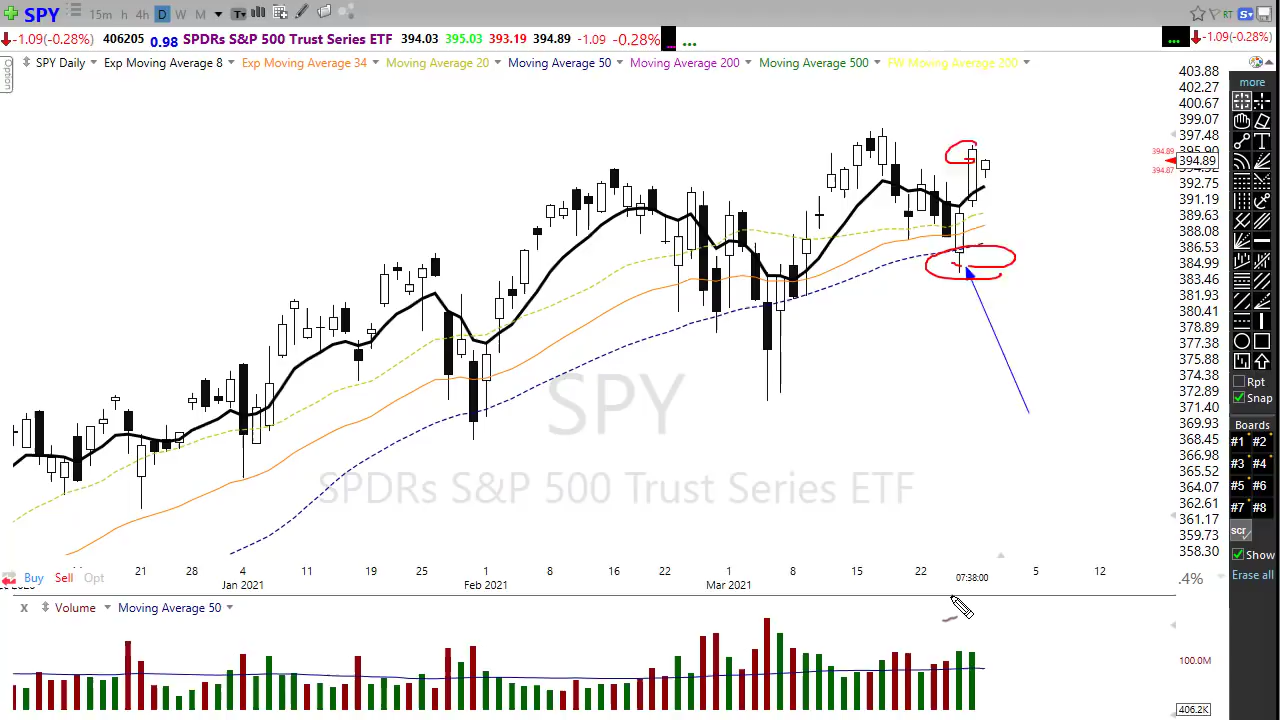 SPY 15m h 4h D W M T RT S
-1.09(-0.28%) 406205 0.98 SPDRs S&P 500 Trust Series ETF 394.03 395.03 393.19 394.89 -1.09 -0.28% ... ... -1.09(-0.28%)
Option
SPY Daily Exp Moving Average 8 Exp Moving Average 34 Moving Average 20 Moving Average 50 Moving Average 200 Moving Average 500 FW Moving Average 200
403.88
402.27
400.67
399.07
397.48
395.90
394.89
394.89
394.87
392.75
391.19
389.63
388.08
386.53
384.99
383.46
381.93
380.41
378.89
377.38
375.88
374.38
372.89
371.40
369.93
368.45
366.98
365.52
364.07
362.61
361.17
359.73
358.30
more
T
Rpt
Snap
Boards
#1 #2
#3 #4
#5 #6
#7 #8
scr
Show
Erase all
SPY
SPDRs S&P 500 Trust Series ETF
21 28 4 11 19 25 1 8 16 22 1 8 15 22 5 12
Jan 2021 Feb 2021 Mar 2021 07:38:00
Buy Sell Opt
.4%
X Volume Moving Average 50
100.0M
406.2K